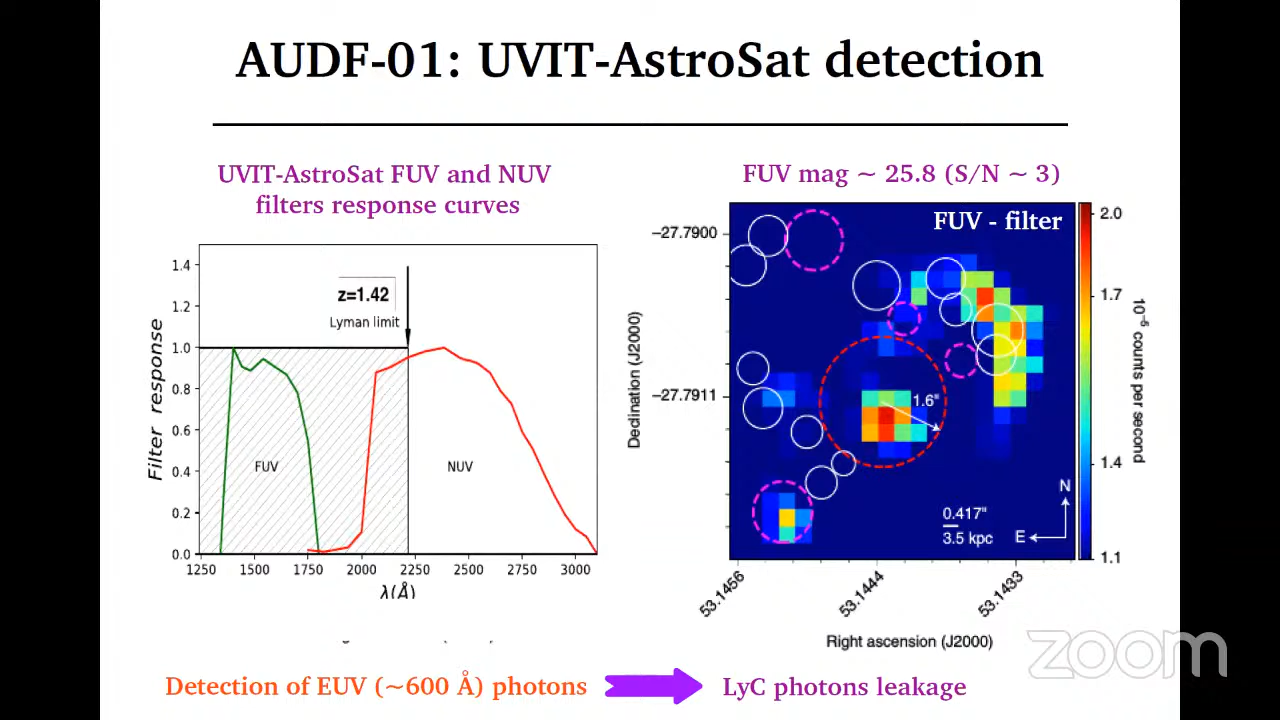 AUDF-01: UVIT-AstroSat detection
UVIT-AstroSat FUV and NUV
filters response curves
1.4
1.2
1.0
0.8
0.6
0.4
0.2
0.0
Filter response
z=1.42
Lyman limit
FUV
NUV
1250
1500
1750
2000
2250
2500
2750
3000
λ(Å)
FUV mag ~ 25.8 (S/N ~ 3)
FUV - filter
−27.7900
−27.7911
Declination (J2000)
1.6"
0.417"
3.5 kpc
N
E
2.0
1.7
1.4
1.1
10⁻⁵ counts per second
53.1456
53.1444
53.1433
Right ascension (J2000)
Detection of EUV (~600 Å) photons
LyC photons leakage
zoom